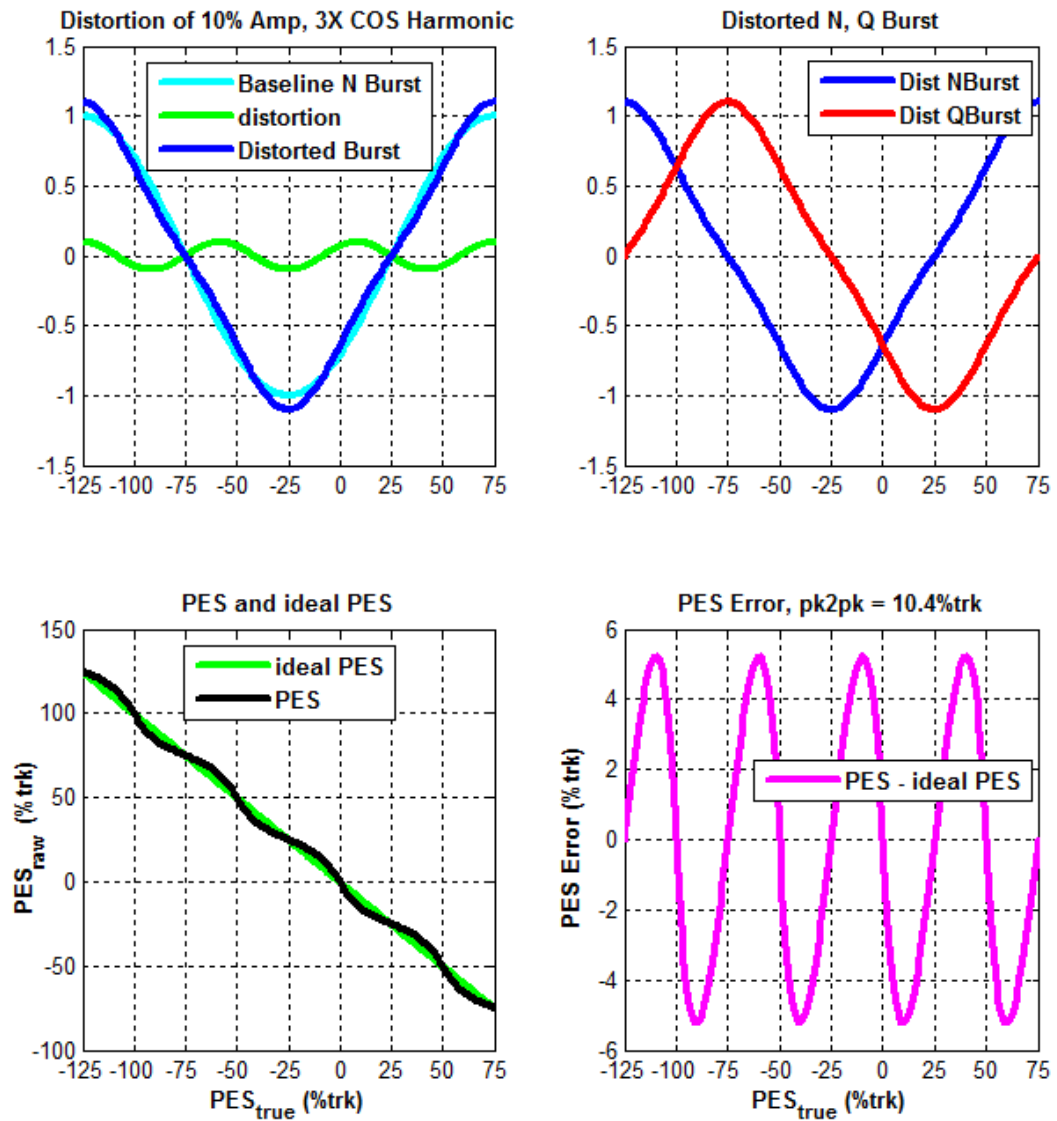 Distortion of 10% Amp, 3X COS Harmonic
1.5
1
0.5
0
-0.5
-1
-1.5
Baseline N Burst
distortion
Distorted Burst
-125 -100 -75 -50 -25 0 25 50 75
Distorted N, Q Burst
1.5
1
0.5
0
-0.5
-1
-1.5
Dist NBurst
Dist QBurst
-125 -100 -75 -50 -25 0 25 50 75
PES and ideal PES
PES_raw (% trk)
150
100
50
0
-50
-100
ideal PES
PES
-125 -100 -75 -50 -25 0 25 50 75
PES_true (%trk)
PES Error, pk2pk = 10.4%trk
PES Error (% trk)
6
4
2
0
-2
-4
-6
PES - ideal PES
-125 -100 -75 -50 -25 0 25 50 75
PES_true (%trk)